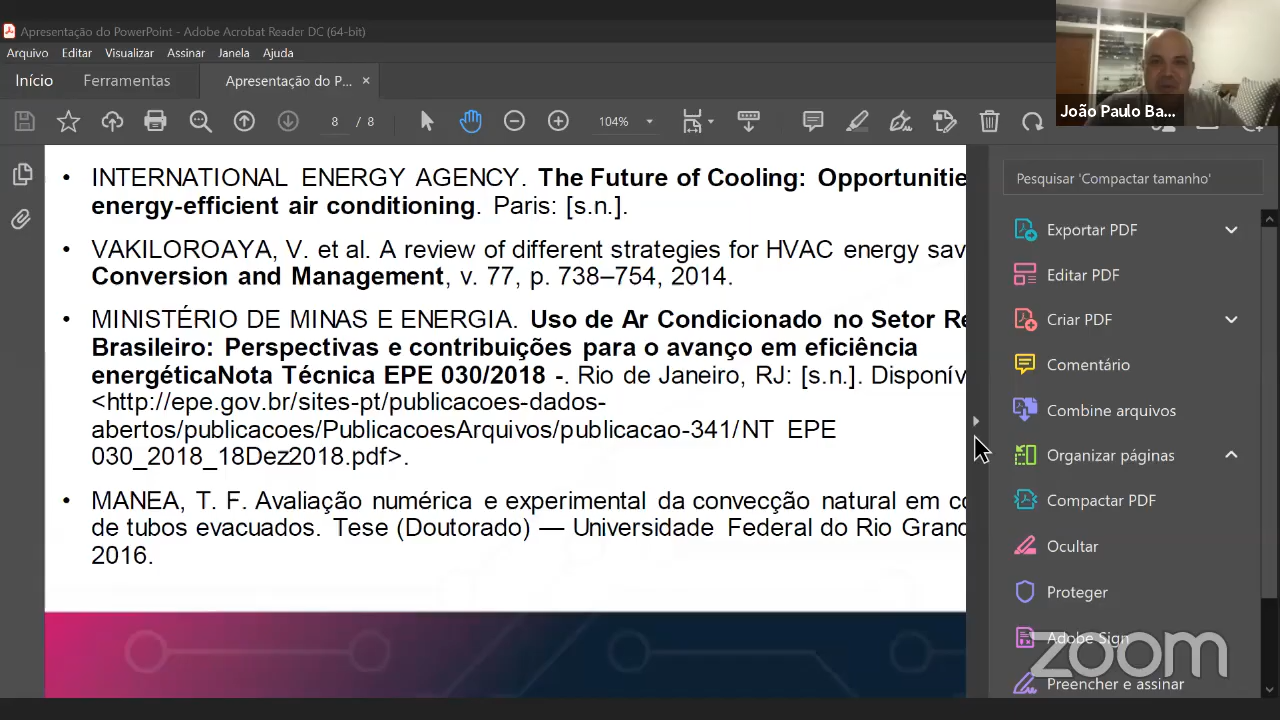 Apresentação do PowerPoint - Adobe Acrobat Reader DC (64-bit)
Arquivo Editar Visualizar Assinar Janela Ajuda
Início Ferramentas Apresentação do P... ×
8 / 8 104%
João Paulo Ba...
• INTERNATIONAL ENERGY AGENCY. The Future of Cooling: Opportunitie
energy-efficient air conditioning. Paris: [s.n.].
• VAKILOROAYA, V. et al. A review of different strategies for HVAC energy sav
Conversion and Management, v. 77, p. 738–754, 2014.
• MINISTÉRIO DE MINAS E ENERGIA. Uso de Ar Condicionado no Setor Re
Brasileiro: Perspectivas e contribuições para o avanço em eficiência
energéticaNota Técnica EPE 030/2018 -. Rio de Janeiro, RJ: [s.n.]. Disponív
<http://epe.gov.br/sites-pt/publicacoes-dados-
abertos/publicacoes/PublicacoesArquivos/publicacao-341/NT EPE
030_2018_18Dez2018.pdf>.
• MANEA, T. F. Avaliação numérica e experimental da convecção natural em co
de tubos evacuados. Tese (Doutorado) — Universidade Federal do Rio Grand
2016.
Pesquisar 'Compactar tamanho'
Exportar PDF
Editar PDF
Criar PDF
Comentário
Combine arquivos
Organizar páginas
Compactar PDF
Ocultar
Proteger
Adobe Sign
Preencher e assinar
zoom